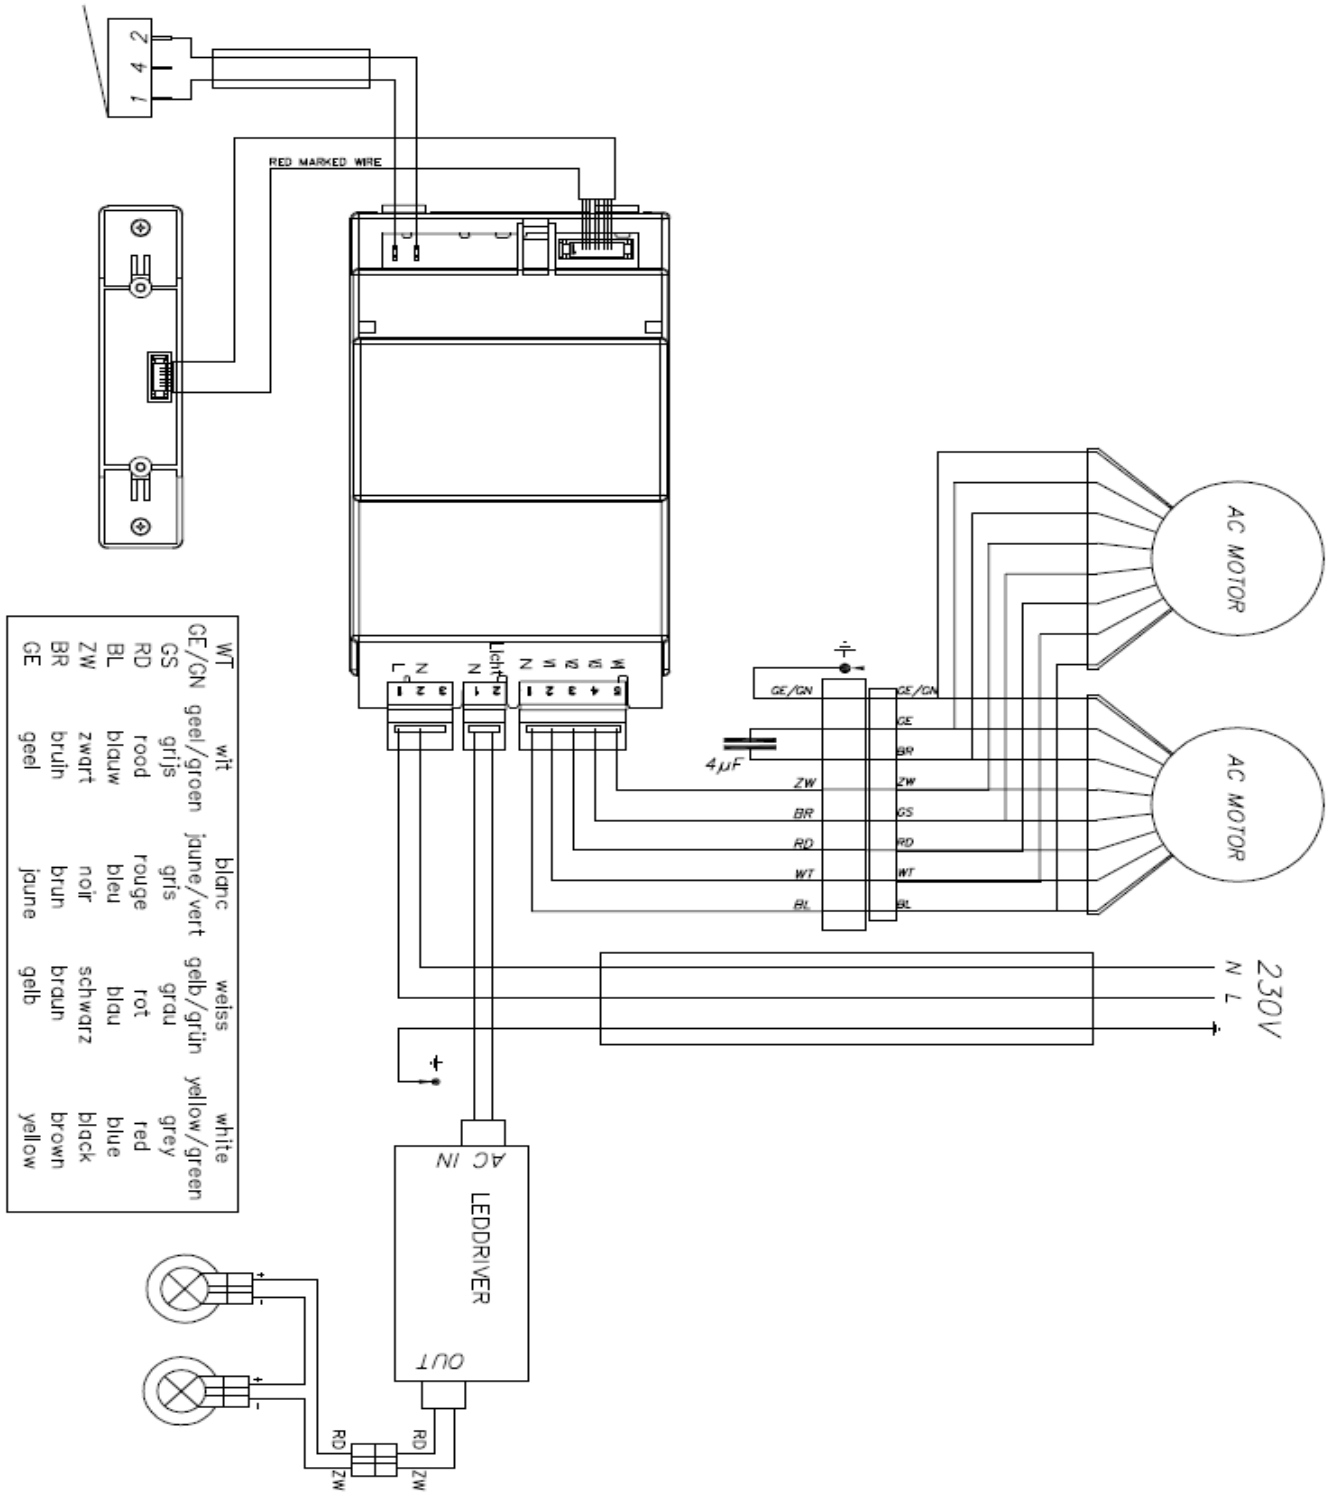 2
4
1
RED MARKED WIRE
AC MOTOR
AC MOTOR
L N
N Licht
N V1 V2 V3 V4
1 2 3
1 2
1 2 3 4 5
GE/GN
ZW
BR
RD
WT
BL
4µF
GE/GN
GE
BR
ZW
GS
RD
WT
BL
230V
N
L
AC IN
LEDDRIVER
OUT
+
-
+
-
RD
ZW
RD
ZW
WT wit blanc weiss white
GE/GN geel/groen jaune/vert gelb/grün yellow/green
GS grijs gris grau grey
RD rood rouge rot red
BL blauw bleu blau blue
ZW zwart noir schwarz black
BR bruin brun braun brown
GE geel jaune gelb yellow